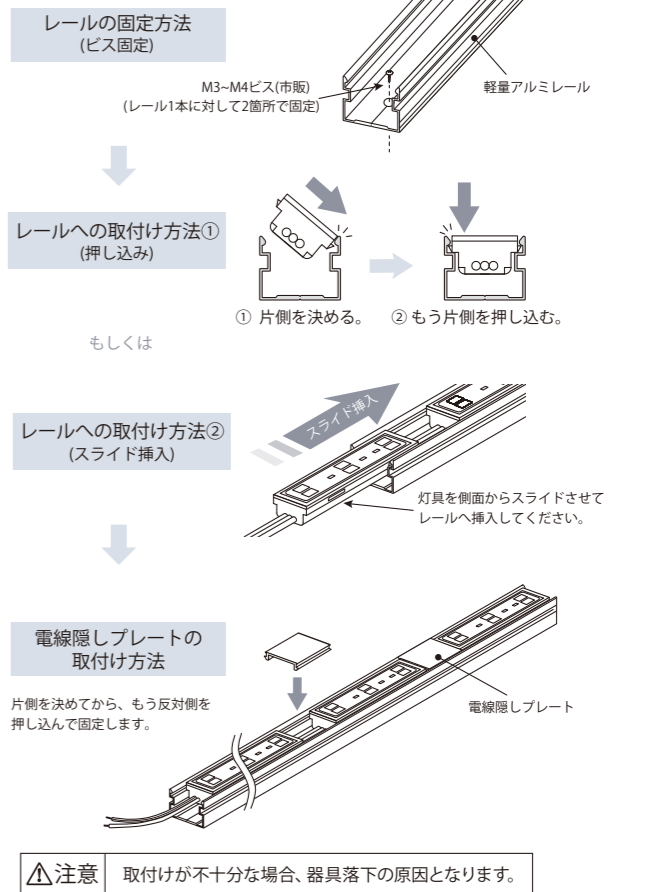 レールの固定方法
(ビス固定)
M3~M4ビス(市販)
(レール1本に対して2箇所で固定)
軽量アルミレール
レールへの取付け方法①
(押し込み)
① 片側を決める。
② もう片側を押し込む。
もしくは
レールへの取付け方法②
(スライド挿入)
スライド挿入
灯具を側面からスライドさせて
レールへ挿入してください。
電線隠しプレートの
取付け方法
片側を決めてから、もう反対側を
押し込んで固定します。
電線隠しプレート
⚠注意 取付けが不十分な場合、器具落下の原因となります。